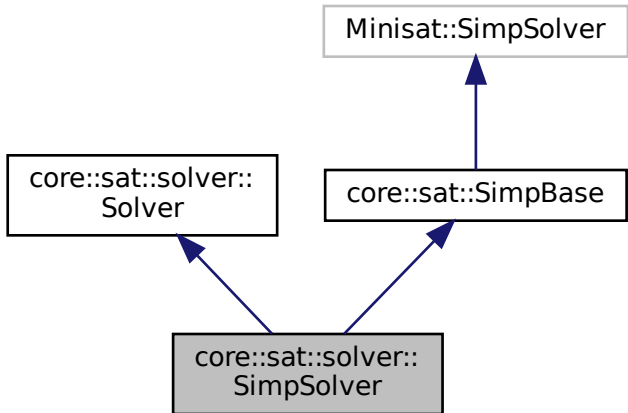 Minisat::SimpSolver
core::sat::solver::
Solver
core::sat::SimpBase
core::sat::solver::
SimpSolver